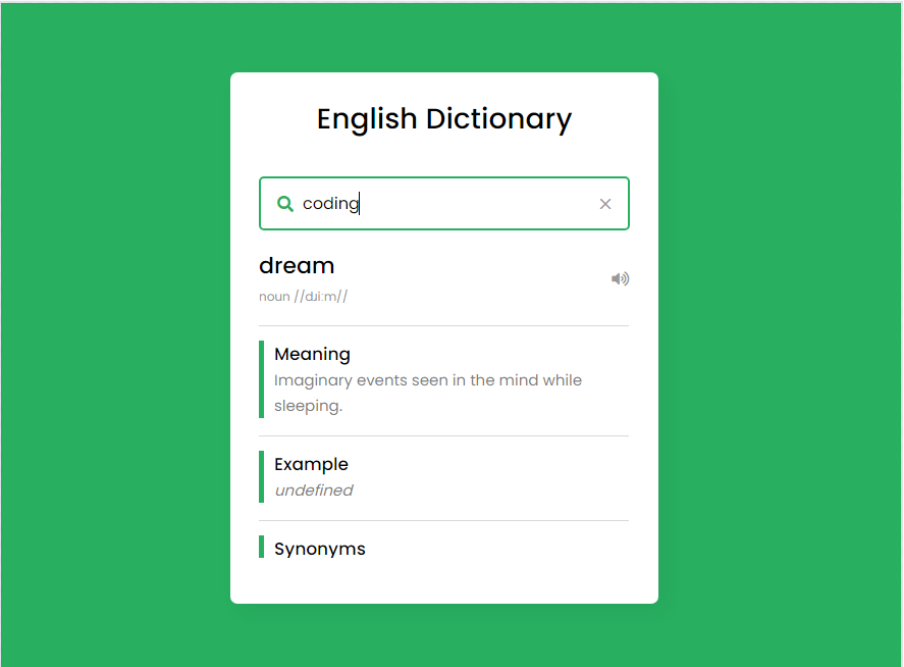 English Dictionary
coding
dream
noun //dɹiːm//
Meaning
Imaginary events seen in the mind while
sleeping.
Example
undefined
Synonyms